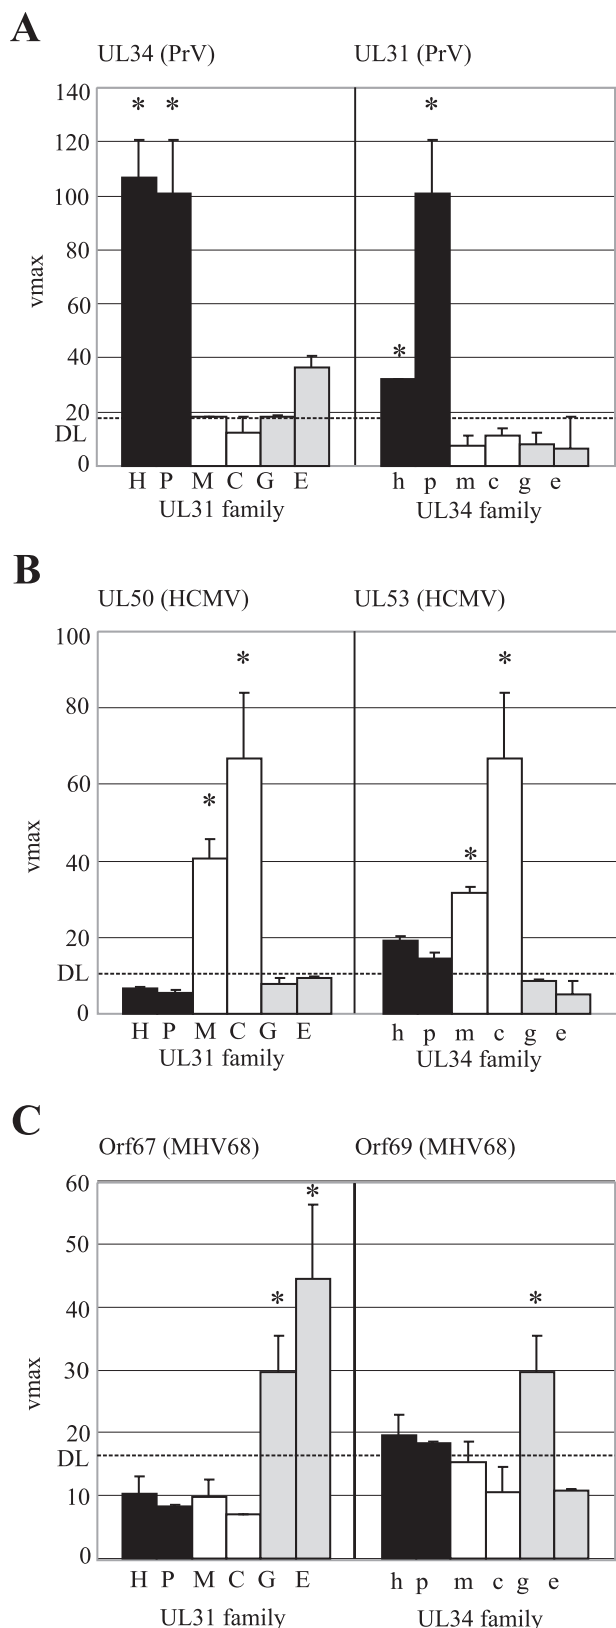 A
UL34 (PrV) UL31 (PrV)
140
* * *
120
100
80
vmax
60
40
*
20
DL
0
H P M C G E h p m c g e
UL31 family UL34 family
B
UL50 (HCMV) UL53 (HCMV)
100
* *
80
*
60
vmax
*
40
20
DL
0
H P M C G E h p m c g e
UL31 family UL34 family
C
Orf67 (MHV68) Orf69 (MHV68)
60
*
50
* *
40
vmax
30
20
DL
10
0
H P M C G E h p m c g e
UL31 family UL34 family